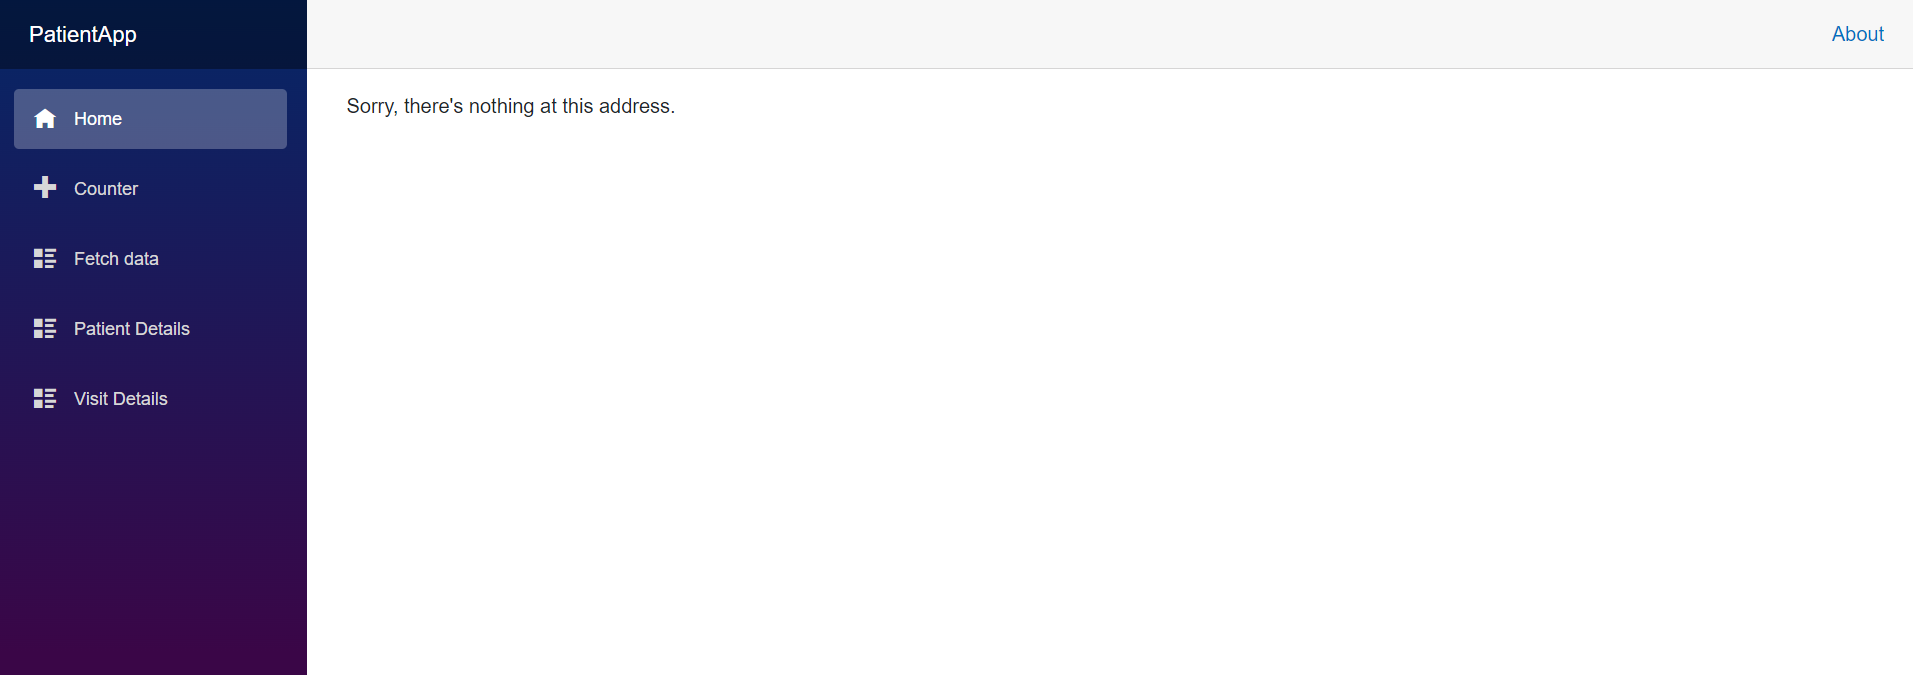 PatientApp
About
Home
Counter
Fetch data
Patient Details
Visit Details
Sorry, there's nothing at this address.